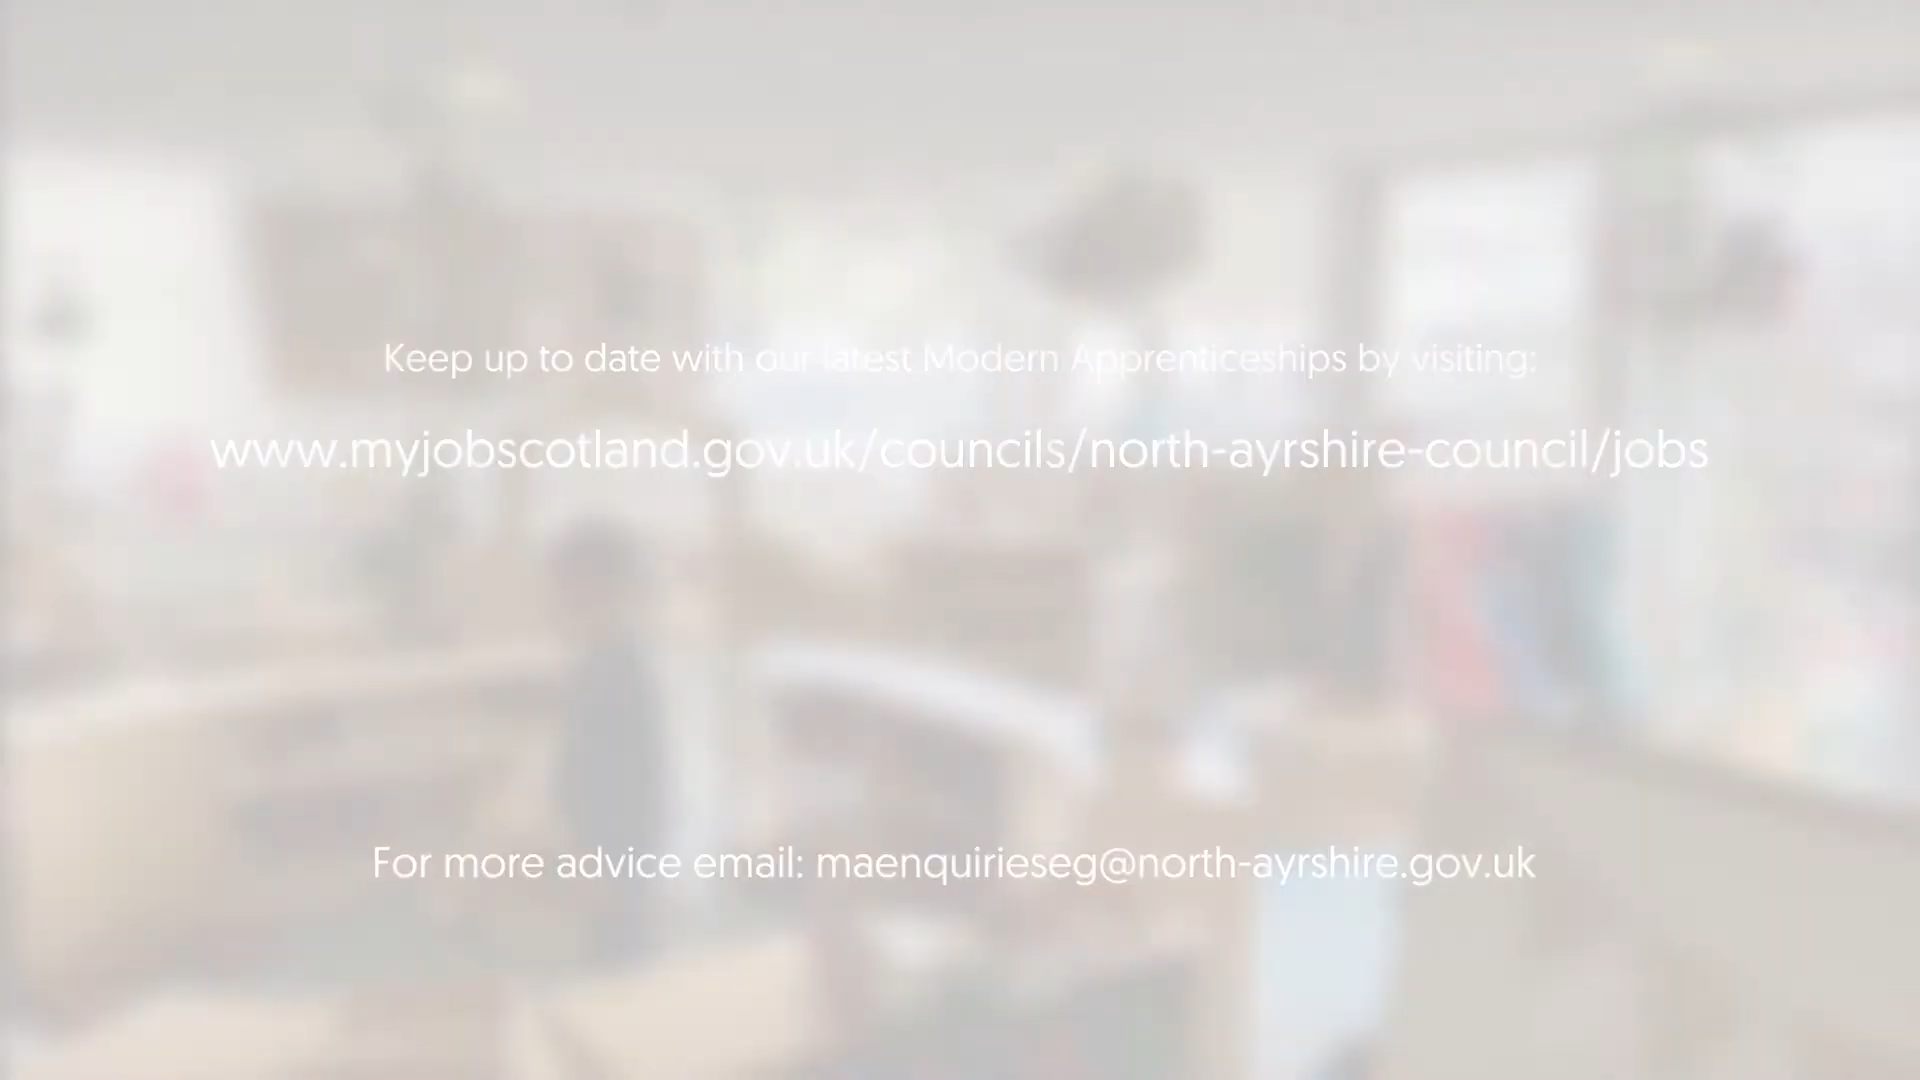 Keep up to date with our latest Modern Apprenticeships by visiting:
www.myjobscotland.gov.uk/councils/north-ayrshire-council/jobs
For more advice email: maenquirieseg@north-ayrshire.gov.uk